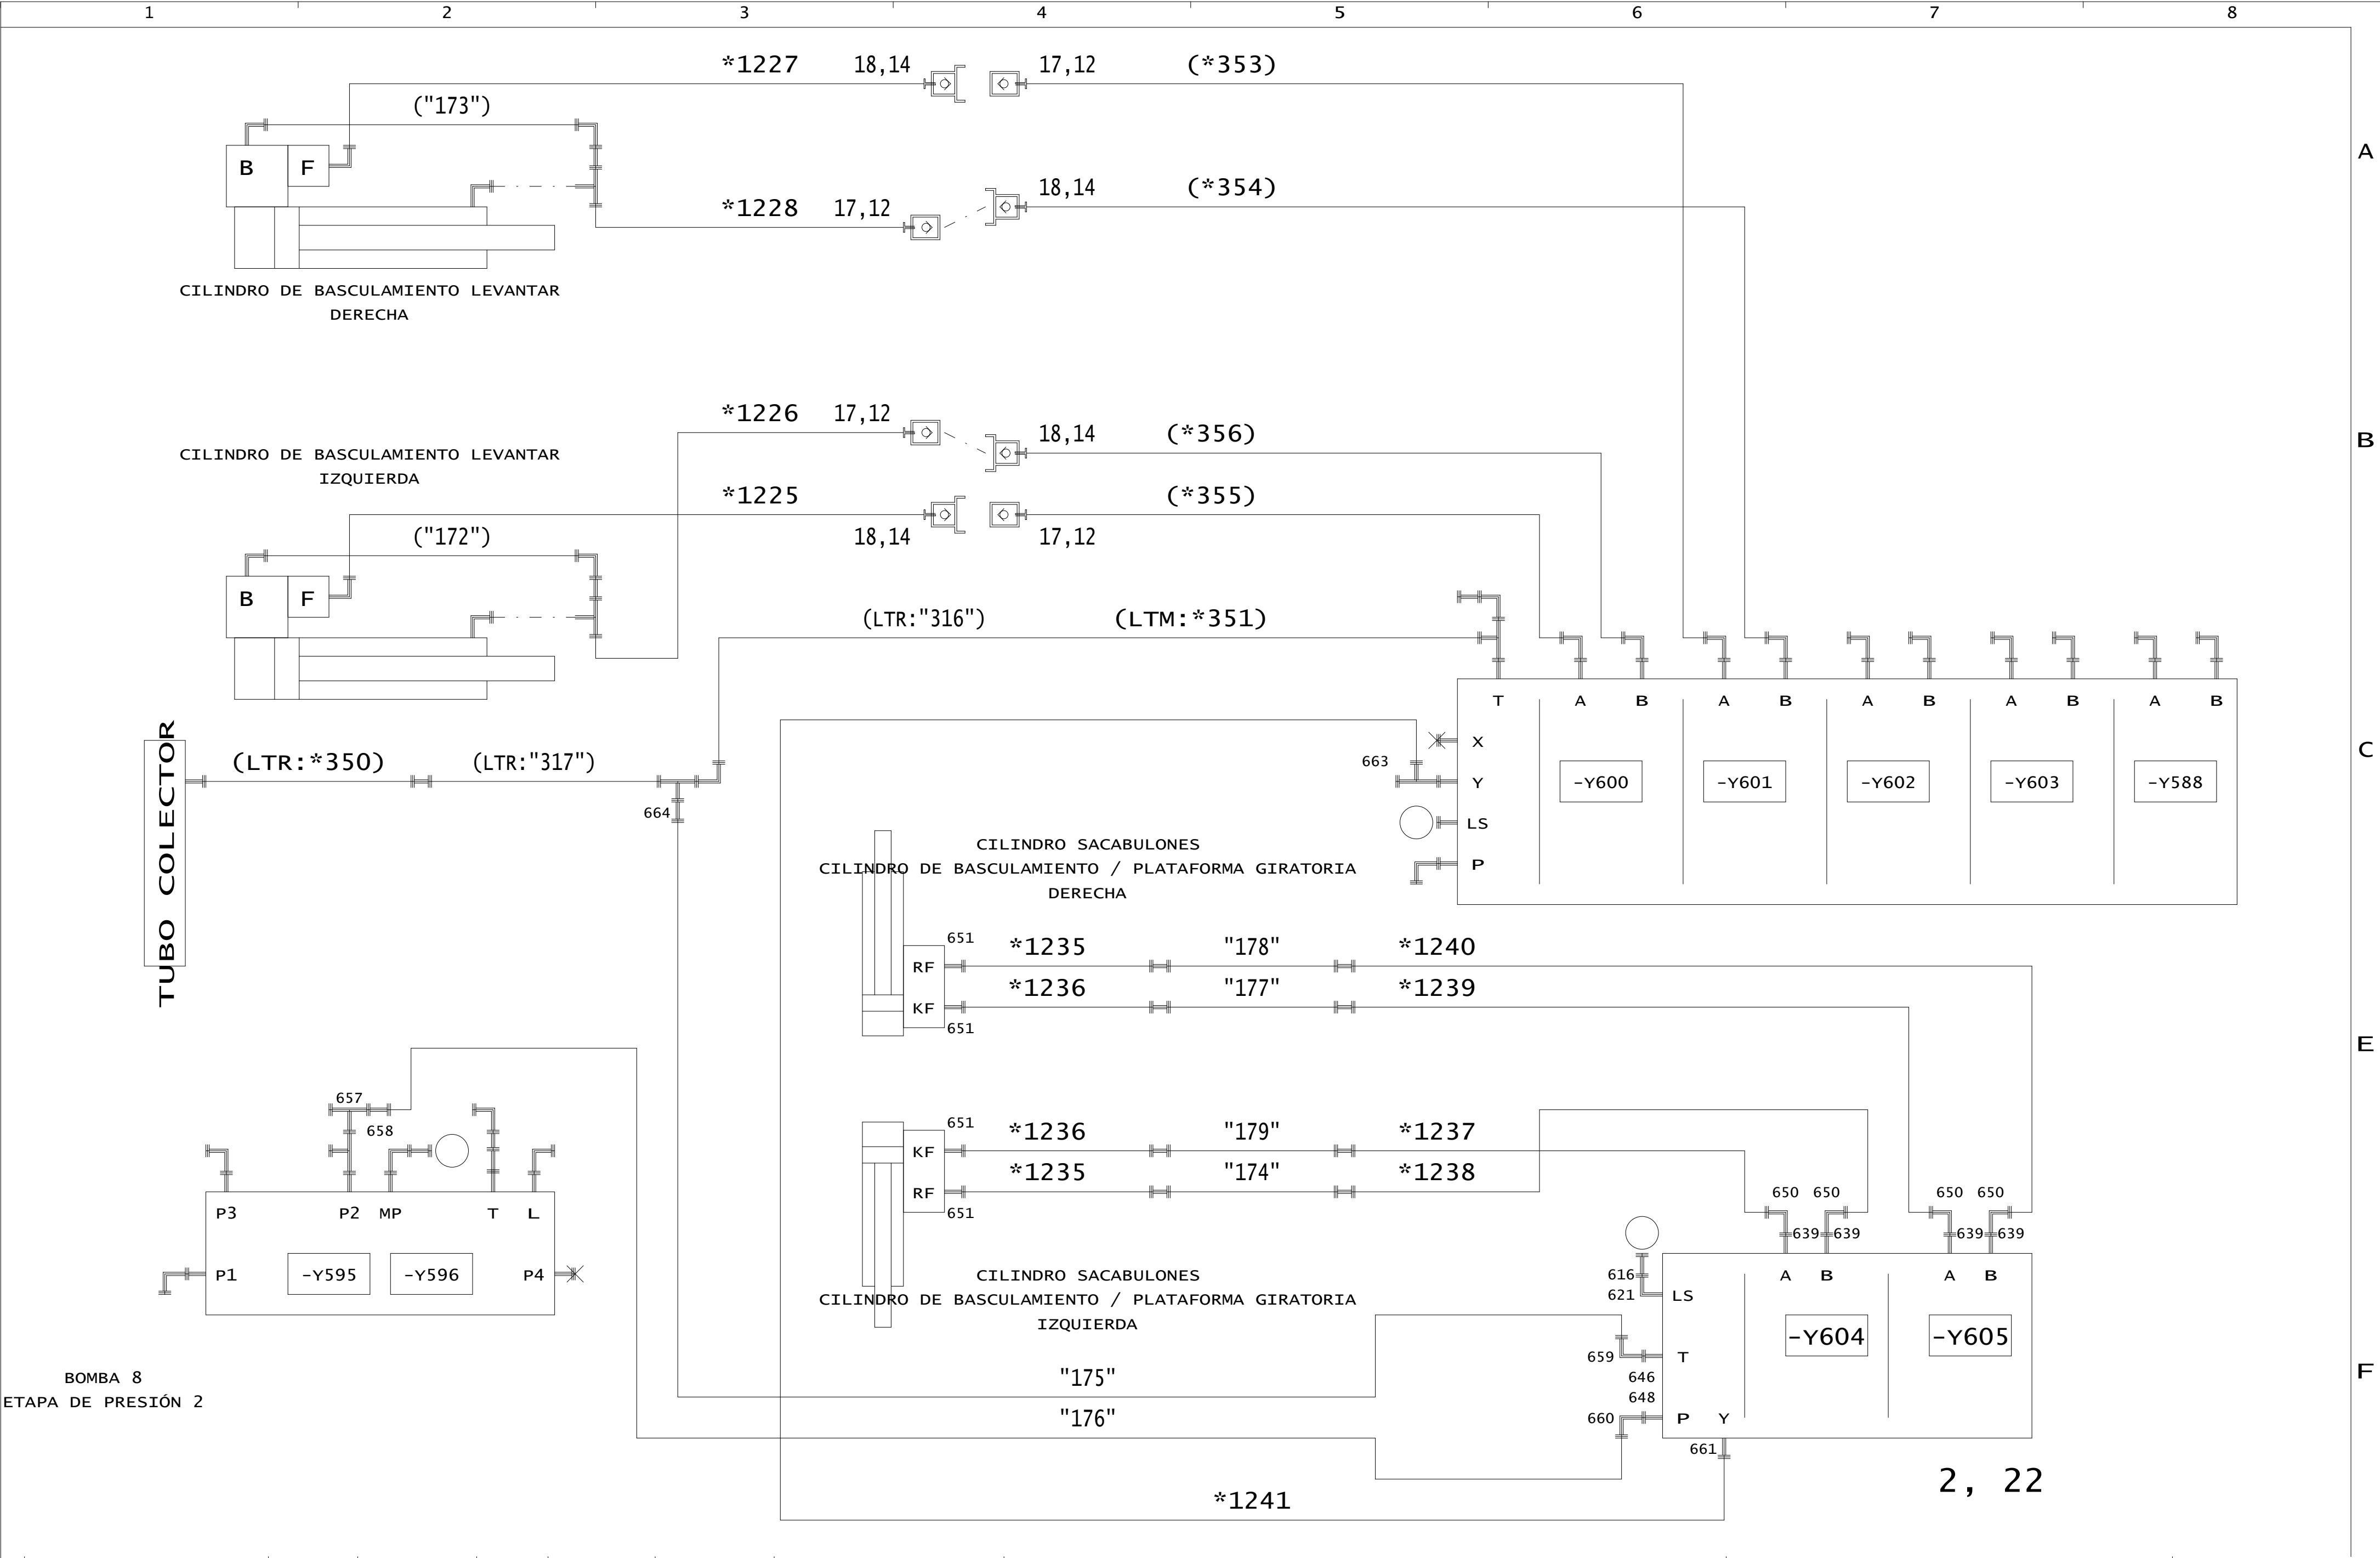 1 2 3 4 5 6 7 8
*1227 18,14 17,12 (*353)
("173")
B F
A
*1228 17,12 18,14 (*354)
CILINDRO DE BASCULAMIENTO LEVANTAR
DERECHA
*1226 17,12 18,14 (*356)
B
CILINDRO DE BASCULAMIENTO LEVANTAR
IZQUIERDA
*1225 (*355)
18,14 17,12
("172")
B F
(LTR:"316") (LTM:*351)
T A B A B A B A B A B
TUBO COLECTOR
(LTR:*350) (LTR:"317")
664
663
X
Y
LS
P
-Y600 -Y601 -Y602 -Y603 -Y588
C
CILINDRO SACABULONES
CILINDRO DE BASCULAMIENTO / PLATAFORMA GIRATORIA
DERECHA
651
RF *1235 "178" *1240
KF *1236 "177" *1239
651
E
657
658
P3 P2 MP T L
P1 -Y595 -Y596 P4
651
KF *1236 "179" *1237
RF *1235 "174" *1238
651
650 650 650 650
639 639 639 639
CILINDRO SACABULONES
CILINDRO DE BASCULAMIENTO / PLATAFORMA GIRATORIA
IZQUIERDA
616
621
LS
A B A B
-Y604 -Y605
659 T
646
648
660 P Y
661
F
BOMBA 8
ETAPA DE PRESIÓN 2
"175"
"176"
2, 22
*1241